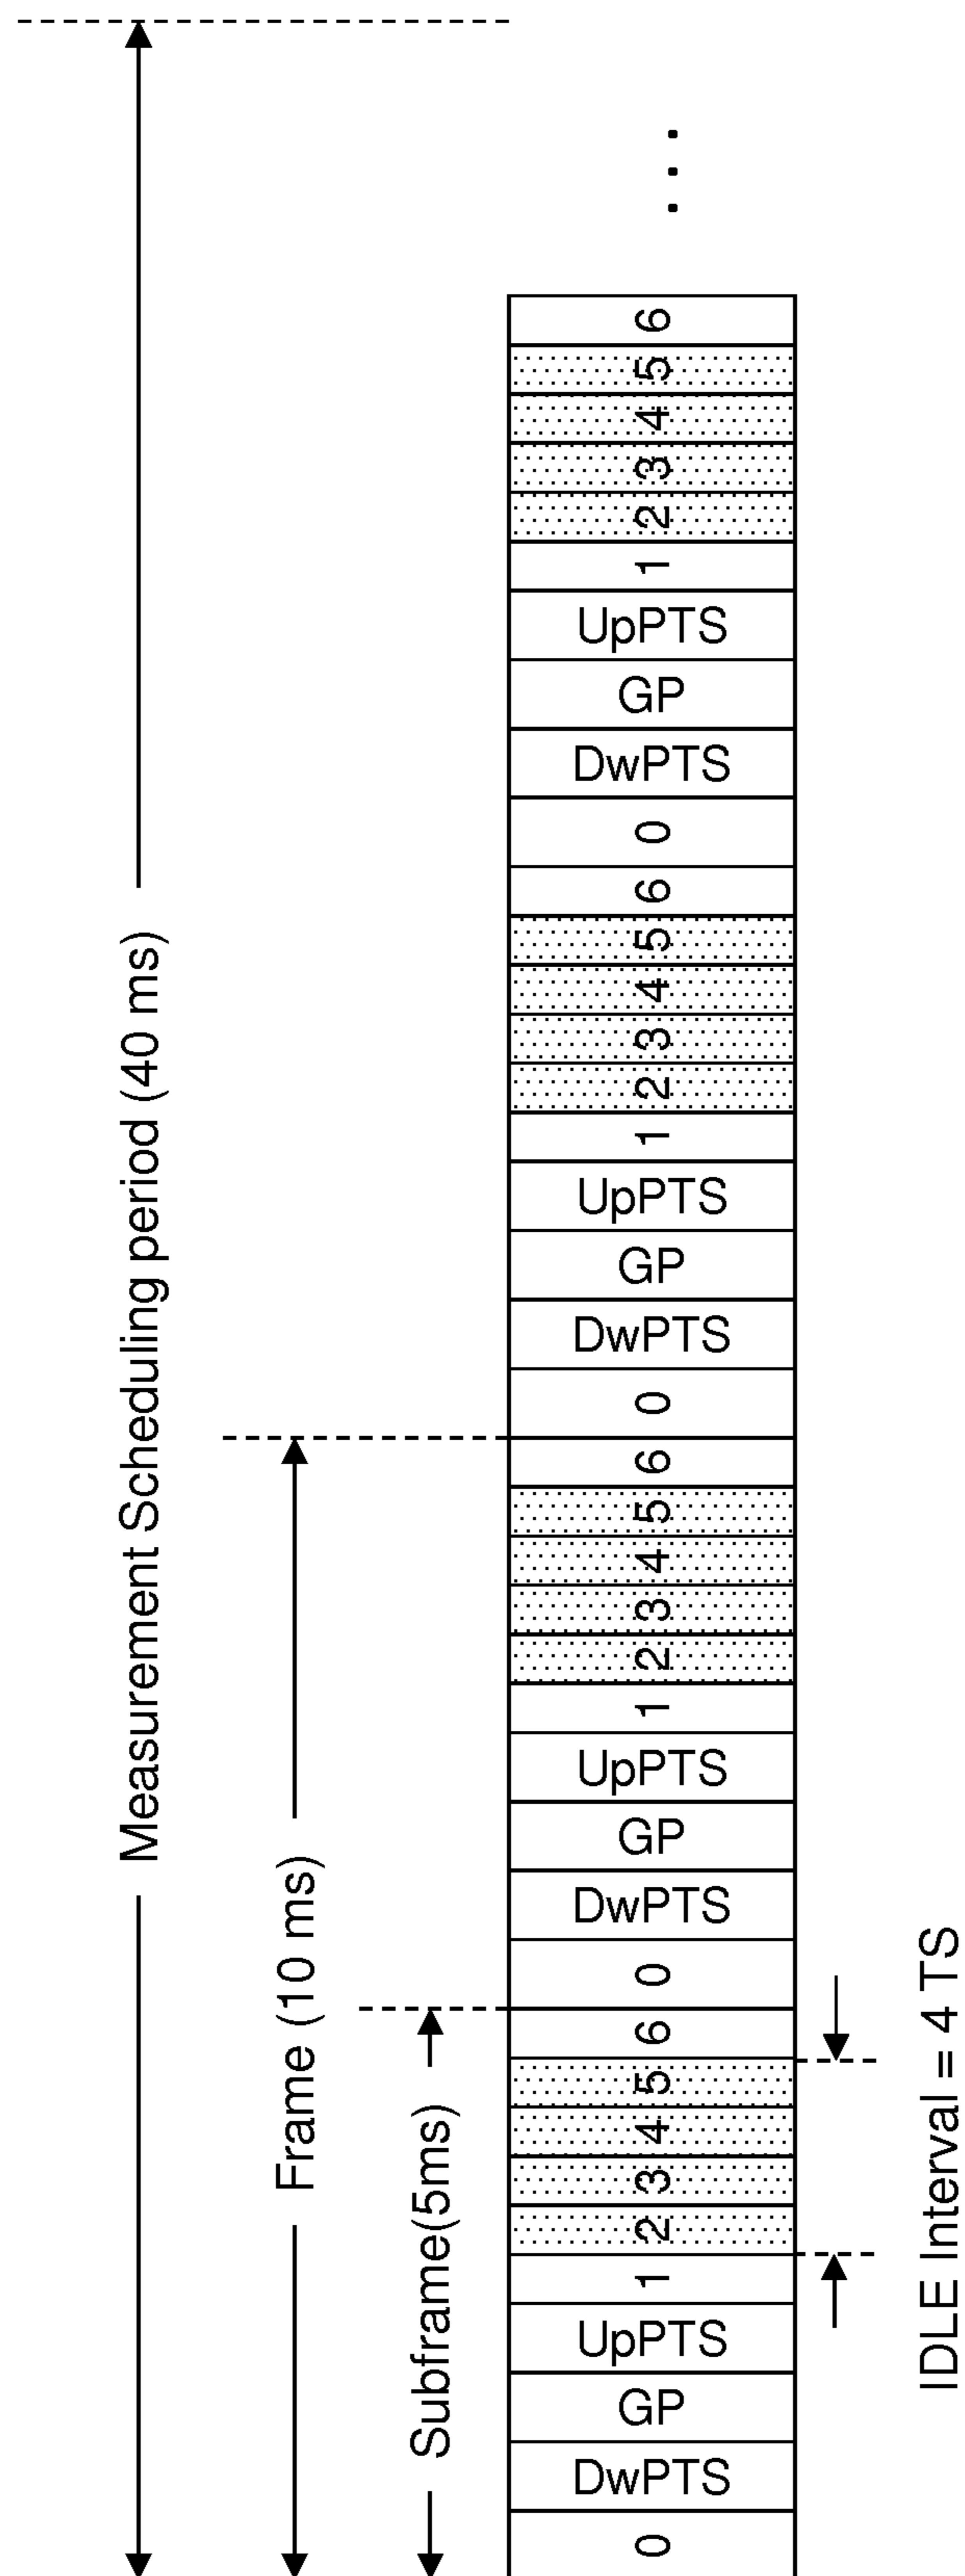 Measurement Scheduling period (40 ms)
Frame (10 ms)
Subframe(5ms)
0
DwPTS
GP
UpPTS
1
2
3
4
5
6
0
DwPTS
GP
UpPTS
1
2
3
4
5
6
0
DwPTS
GP
UpPTS
1
2
3
4
5
6
0
DwPTS
GP
UpPTS
1
2
3
4
5
6
...
IDLE Interval = 4 TS